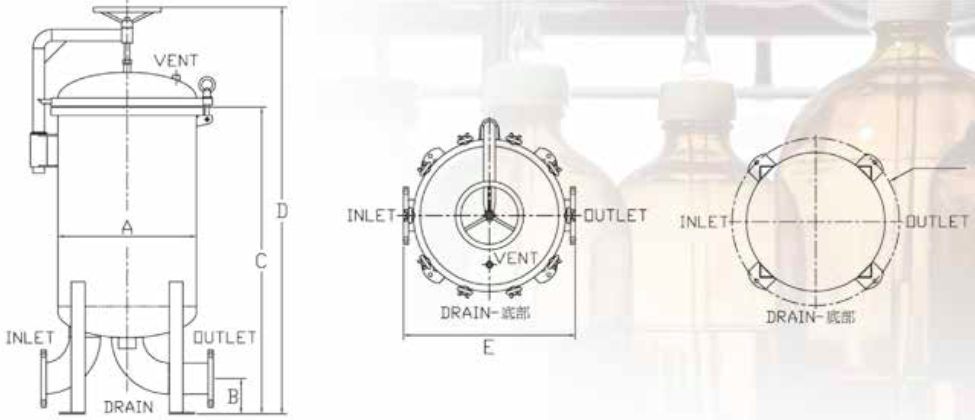 VENT
D
A
C
INLET
OUTLET
B
DRAIN
INLET
OUTLET
VENT
DRAIN-底部
E
INLET
OUTLET
DRAIN-底部